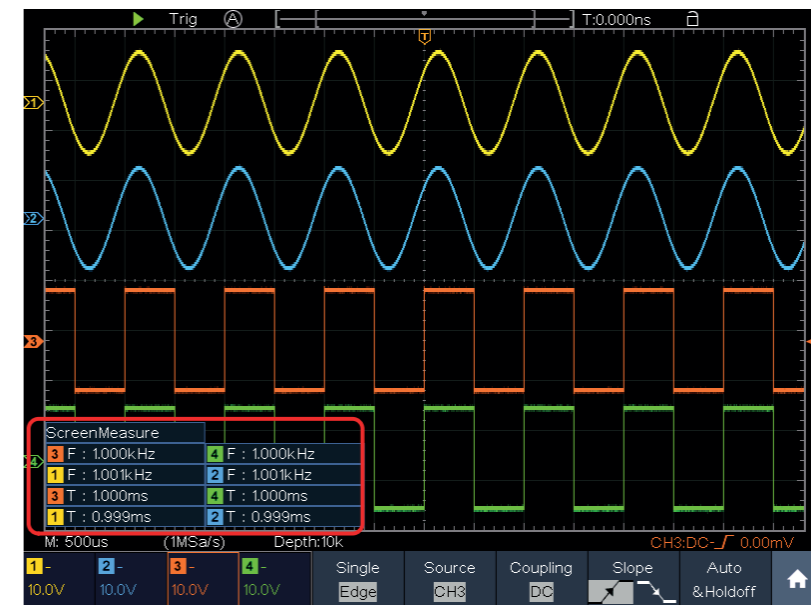 Trig A T:0.000ns
T
1
2
3
4
ScreenMeasure
3 F : 1.000kHz 4 F : 1.000kHz
1 F : 1.001kHz 2 F : 1.001kHz
3 T : 1.000ms 4 T : 1.000ms
1 T : 0.999ms 2 T : 0.999ms
M: 500us (1MSa/s) Depth:10k CH3:DC- 0.00mV
1 - 2 - 3 - 4 - Single Source Coupling Slope Auto
10.0V 10.0V 10.0V 10.0V Edge CH3 DC &Holdoff